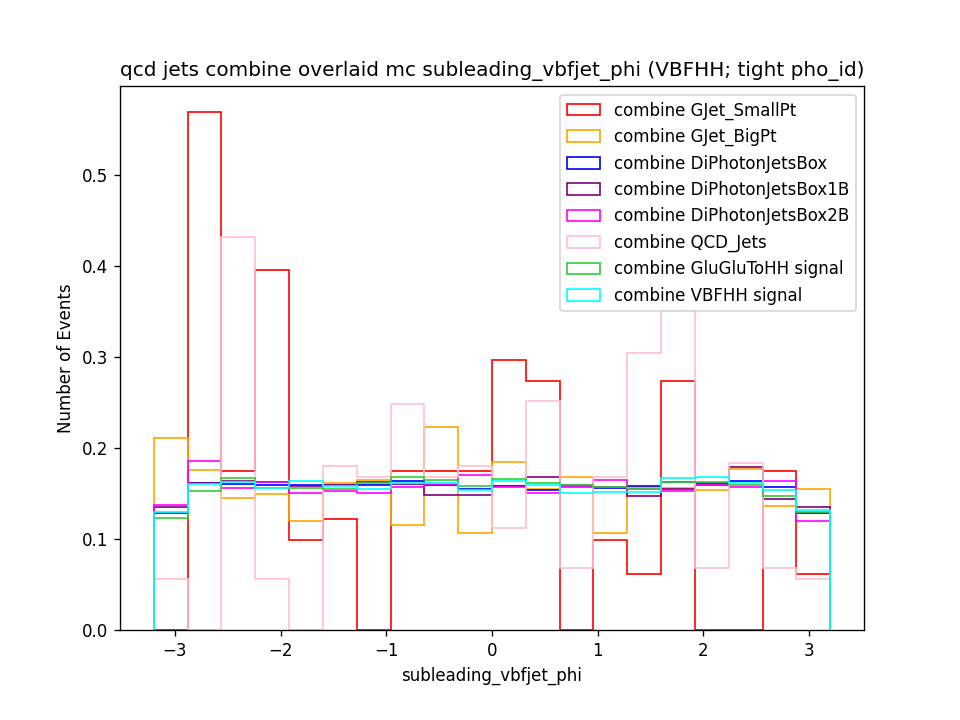 qcd jets combine overlaid mc subleading_vbfjet_phi (VBFHH; tight pho_id)
combine GJet_SmallPt
combine GJet_BigPt
combine DiPhotonJetsBox
combine DiPhotonJetsBox1B
combine DiPhotonJetsBox2B
combine QCD_Jets
combine GluGluToHH signal
combine VBFHH signal
Number of Events
0.5
0.4
0.3
0.2
0.1
0.0
−3 −2 −1 0 1 2 3
subleading_vbfjet_phi